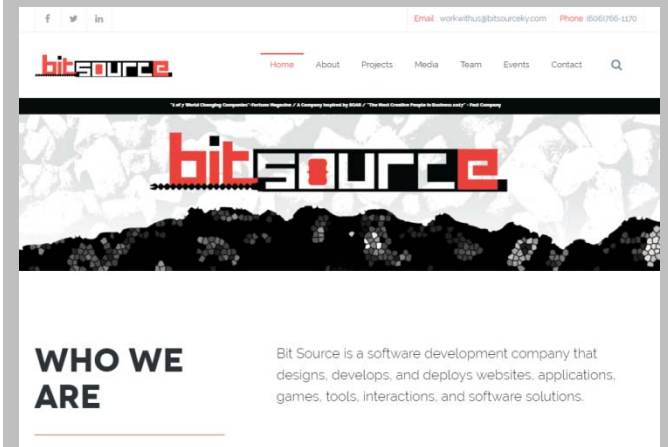 Email: workwithus@bitsourceky.com Phone: (606)766-1170
bitsource
Home About Projects Media Team Events Contact
"1 of 7 World Changing Companies"-Fortune Magazine / A Company Inspired by SOAR / "The Most Creative People in Business 2017" - Fast Company
bitsource
WHO WE
ARE
Bit Source is a software development company that
designs, develops, and deploys websites, applications,
games, tools, interactions, and software solutions.